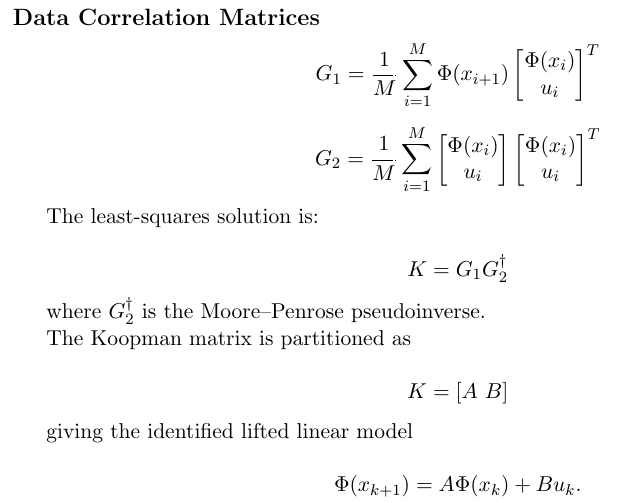 Data Correlation Matrices
G_1 = \frac{1}{M} \sum_{i=1}^{M} \Phi(x_{i+1}) \begin{bmatrix} \Phi(x_i) \\ u_i \end{bmatrix}^T
G_2 = \frac{1}{M} \sum_{i=1}^{M} \begin{bmatrix} \Phi(x_i) \\ u_i \end{bmatrix} \begin{bmatrix} \Phi(x_i) \\ u_i \end{bmatrix}^T
The least-squares solution is:
K = G_1 G_2^†
where G_2^† is the Moore–Penrose pseudoinverse.
The Koopman matrix is partitioned as
K = [A B]
giving the identified lifted linear model
\Phi(x_{k+1}) = A\Phi(x_k) + Bu_k.